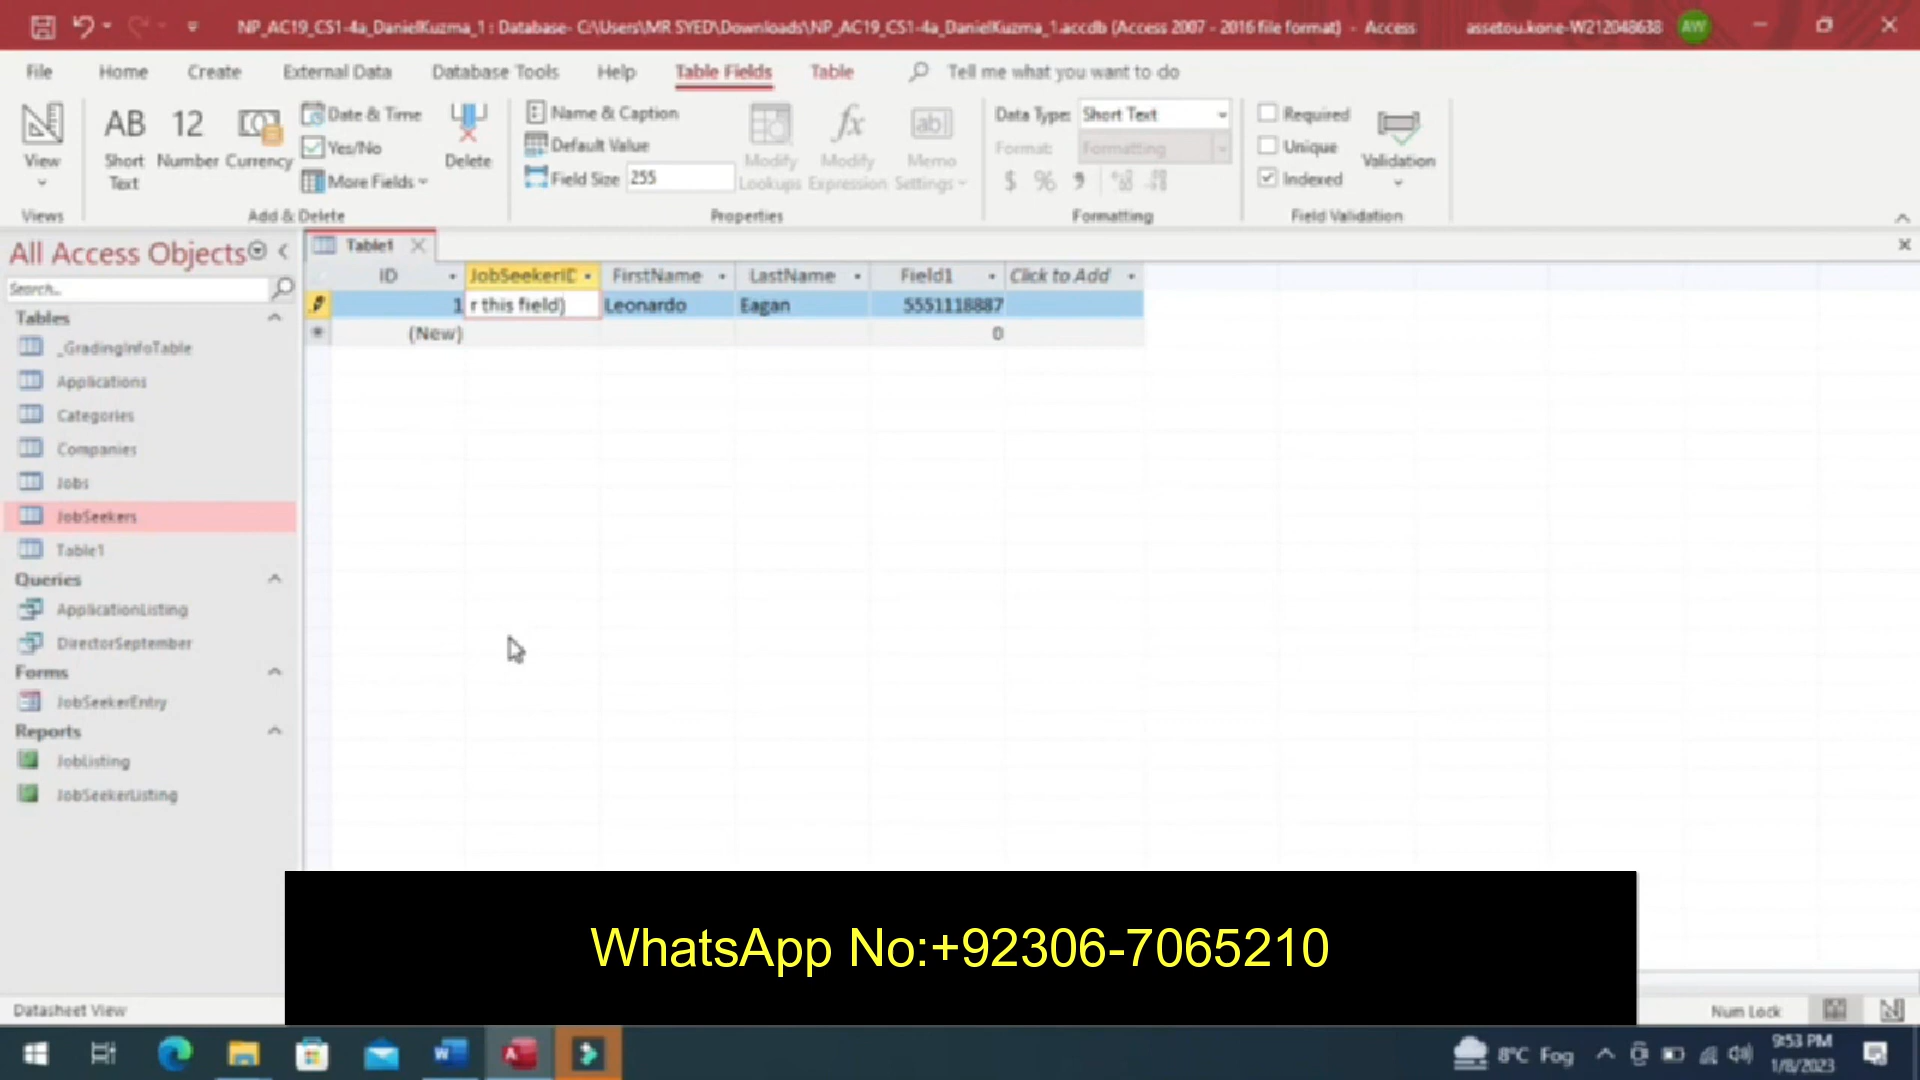 NP_AC19_CS1-4a_DanielKuzma_1 : Database- C:\Users\MR SYED\Downloads\NP_AC19_CS1-4a_DanielKuzma_1.accdb (Access 2007 - 2016 file format) - Access
assetou.kone-W212048638
AW
File
Home
Create
External Data
Database Tools
Help
Table Fields
Table
Tell me what you want to do
View
Views
AB
Short
Text
12
Number
Currency
Date & Time
Yes/No
More Fields
Delete
Add & Delete
Name & Caption
Default Value
Field Size 255
Modify
Lookups
fx
Modify
Expression
ab
Memo
Settings
Properties
Data Type: Short Text
Format: Formatting
$ % 9
Formatting
Required
Unique
Indexed
Validation
Field Validation
All Access Objects
Search...
Tables
_GradingInfoTable
Applications
Categories
Companies
Jobs
JobSeekers
Table1
Queries
ApplicationListing
DirectorSeptember
Forms
JobSeekerEntry
Reports
JobListing
JobSeekerListing
Table1
ID JobSeekerID FirstName LastName Field1 Click to Add
1 r this field) Leonardo Eagan 5551118887
(New) 0
WhatsApp No:+92306-7065210
Datasheet View
Num Lock
8°C Fog
9:53 PM
1/8/2023